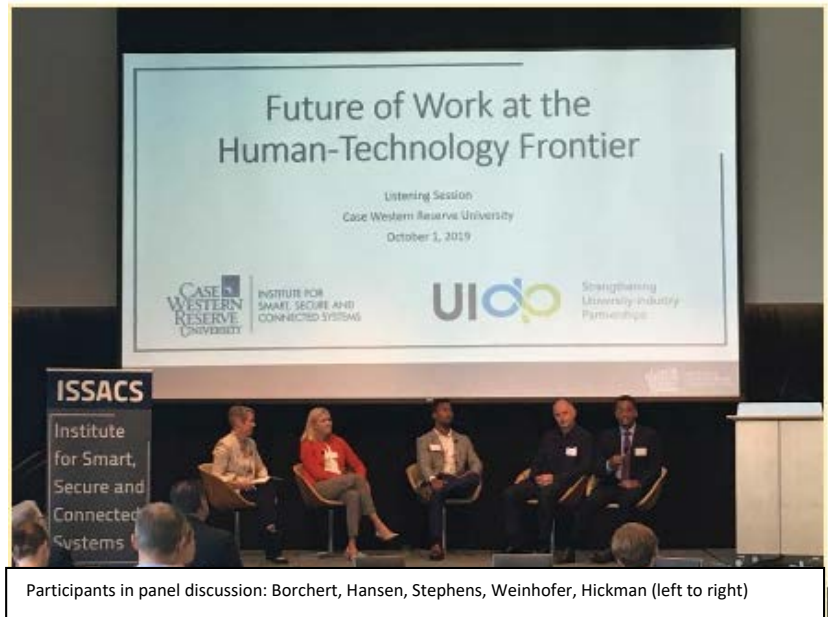 Future of Work at the
Human-Technology Frontier
Listening Session
Case Western Reserve University
October 1, 2019
CASE
WESTERN
RESERVE
UNIVERSITY
INSTITUTE FOR
SMART, SECURE AND
CONNECTED SYSTEMS
UIDP
Strengthening
University-Industry
Partnerships
ISSACS
Institute
for Smart,
Secure and
Connected
Systems
Participants in panel discussion: Borchert, Hansen, Stephens, Weinhofer, Hickman (left to right)